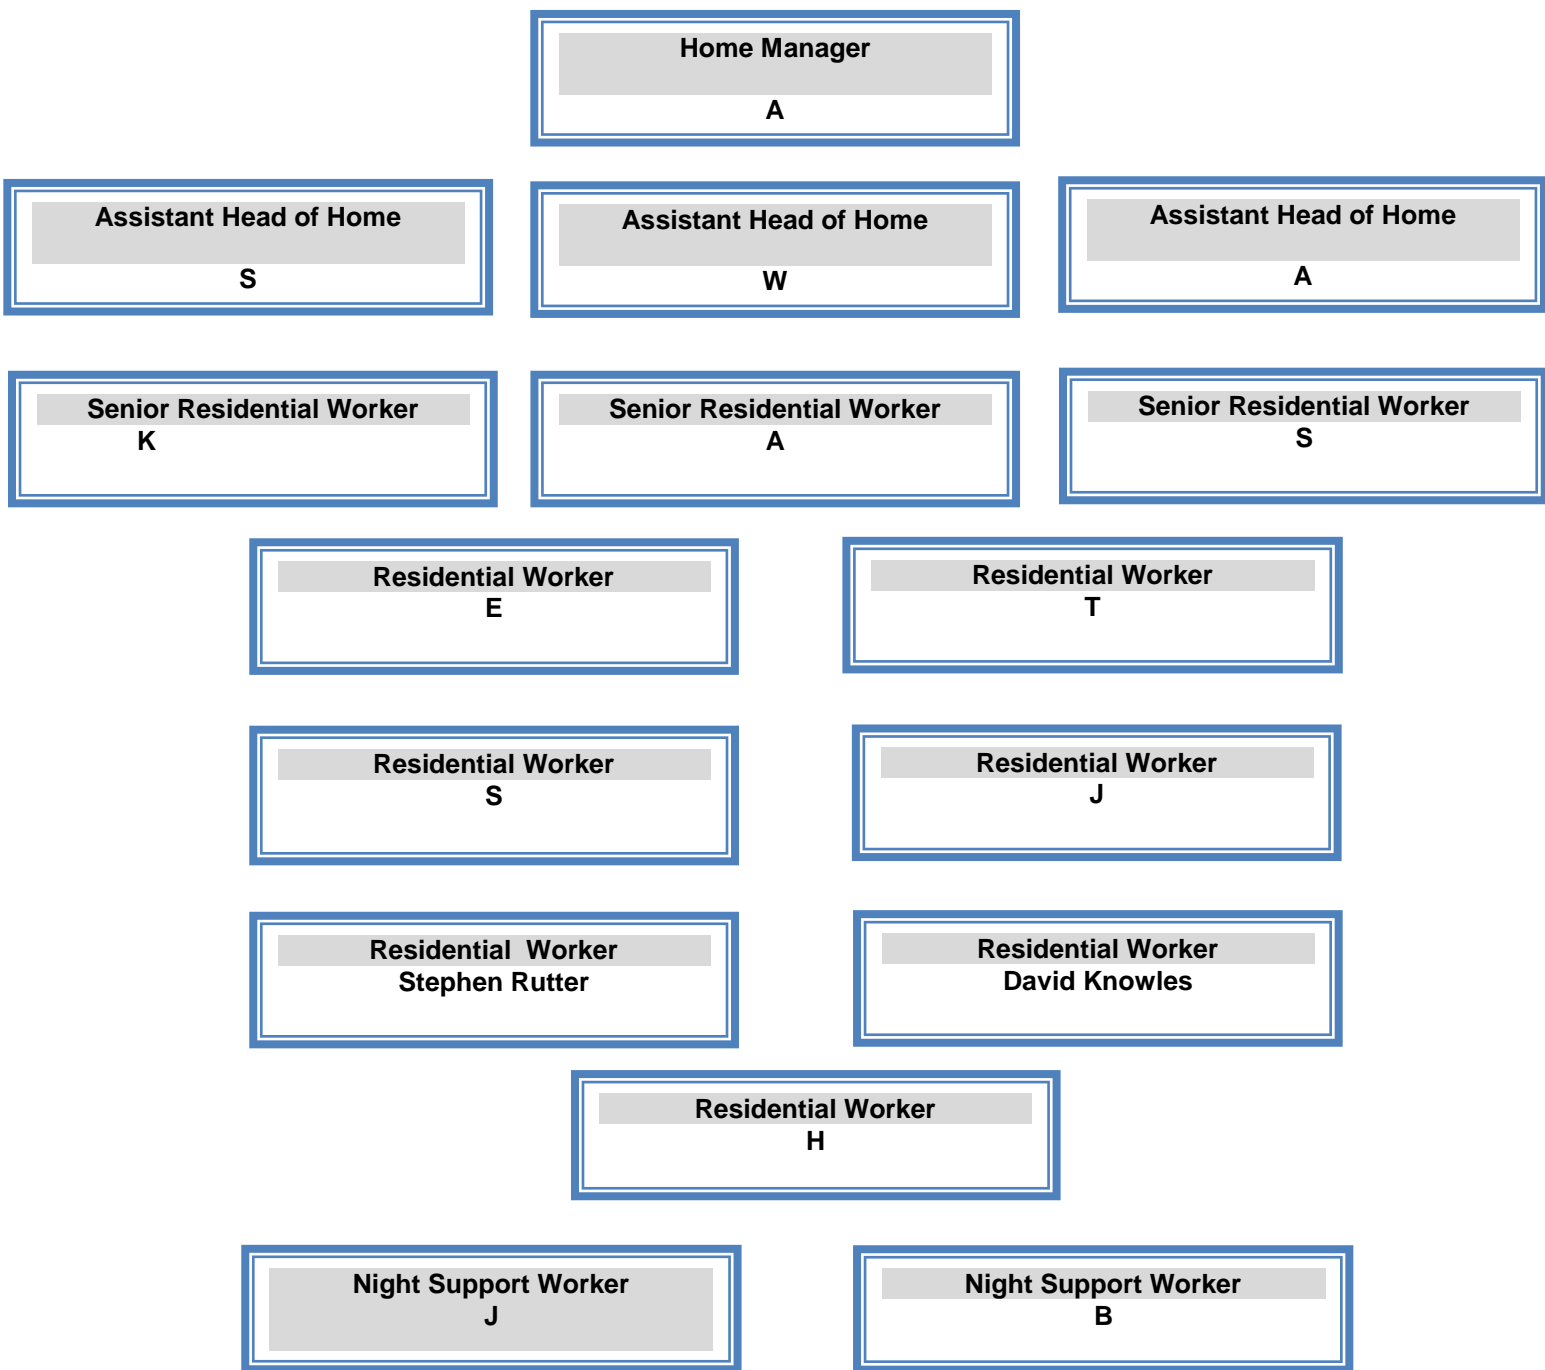 Home Manager
A
Assistant Head of Home
S
Assistant Head of Home
W
Assistant Head of Home
A
Senior Residential Worker
K
Senior Residential Worker
A
Senior Residential Worker
S
Residential Worker
E
Residential Worker
T
Residential Worker
S
Residential Worker
J
Residential  Worker
Stephen Rutter
Residential Worker
David Knowles
Residential Worker
H
Night Support Worker
J
Night Support Worker
B